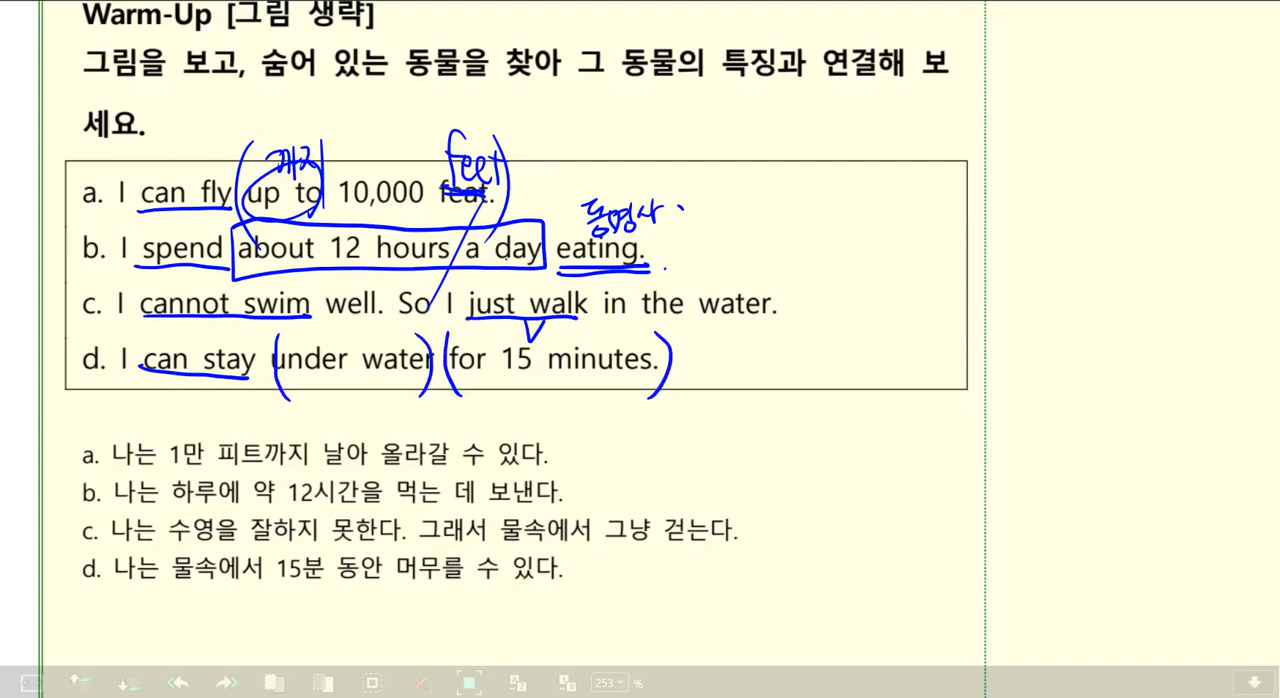 Warm-Up [그림 생략]
그림을 보고, 숨어 있는 동물을 찾아 그 동물의 특징과 연결해 보
세요.
까지 feet
a. I can fly up to 10,000 feat.
동명사
b. I spend about 12 hours a day eating.
c. I cannot swim well. So I just walk in the water.
d. I can stay under water for 15 minutes.
a. 나는 1만 피트까지 날아 올라갈 수 있다.
b. 나는 하루에 약 12시간을 먹는 데 보낸다.
c. 나는 수영을 잘하지 못한다. 그래서 물속에서 그냥 걷는다.
d. 나는 물속에서 15분 동안 머무를 수 있다.
253 %